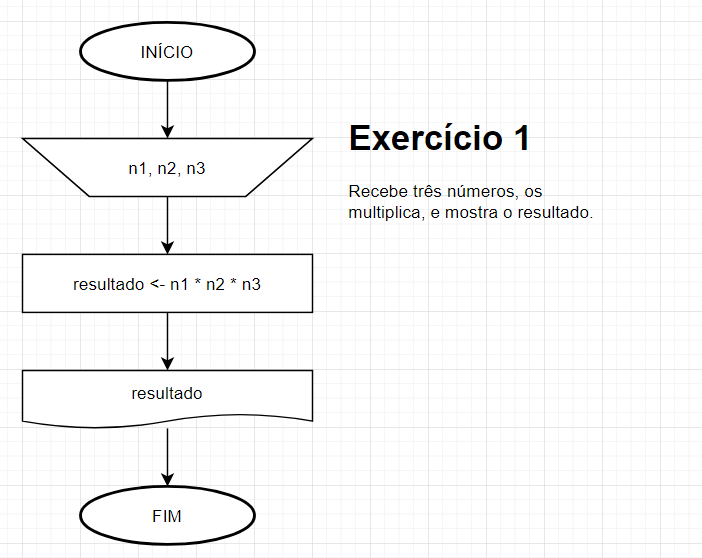 INÍCIO
n1, n2, n3
resultado <- n1 * n2 * n3
resultado
FIM
Exercício 1
Recebe três números, os
multiplica, e mostra o resultado.